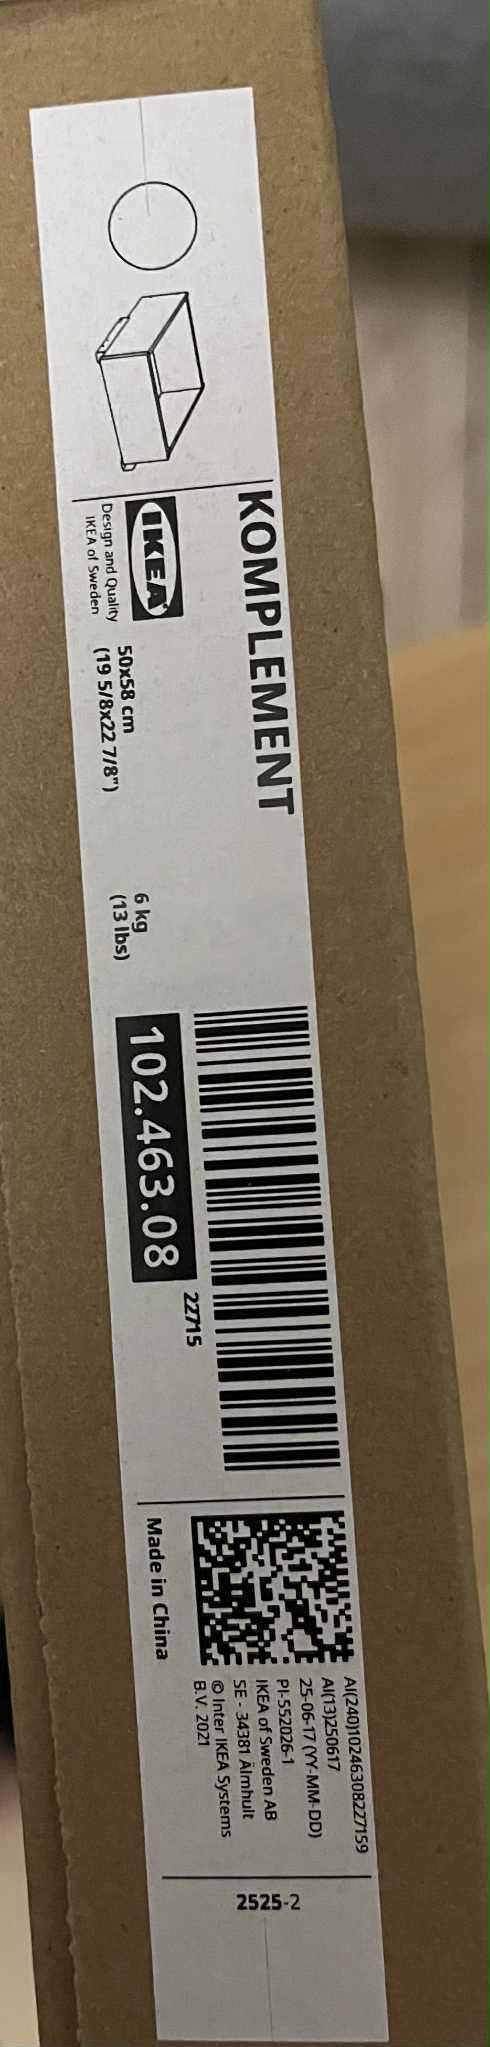 KOMPLEMENT
IKEA
Design and Quality
IKEA of Sweden
50x58 cm
(19 5/8x22 7/8")
6 kg
(13 lbs)
102.463.08
22715
Made in China
AI(240)10246308227159
AI(13)250617
25-06-17 (YY-MM-DD)
PI-552026-1
IKEA of Sweden AB
SE - 34381 Älmhult
© Inter IKEA Systems
B.V. 2021
2525-2